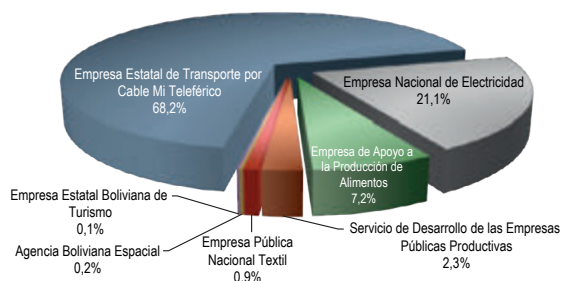 Empresa Estatal de Transporte por
Cable Mi Teleférico
68,2%
Empresa Nacional de Electricidad
21,1%
Empresa de Apoyo a
la Producción de
Alimentos
7,2%
Servicio de Desarrollo de las Empresas
Públicas Productivas
2,3%
Empresa Pública
Nacional Textil
0,9%
Agencia Boliviana Espacial
0,2%
Empresa Estatal Boliviana de
Turismo
0,1%